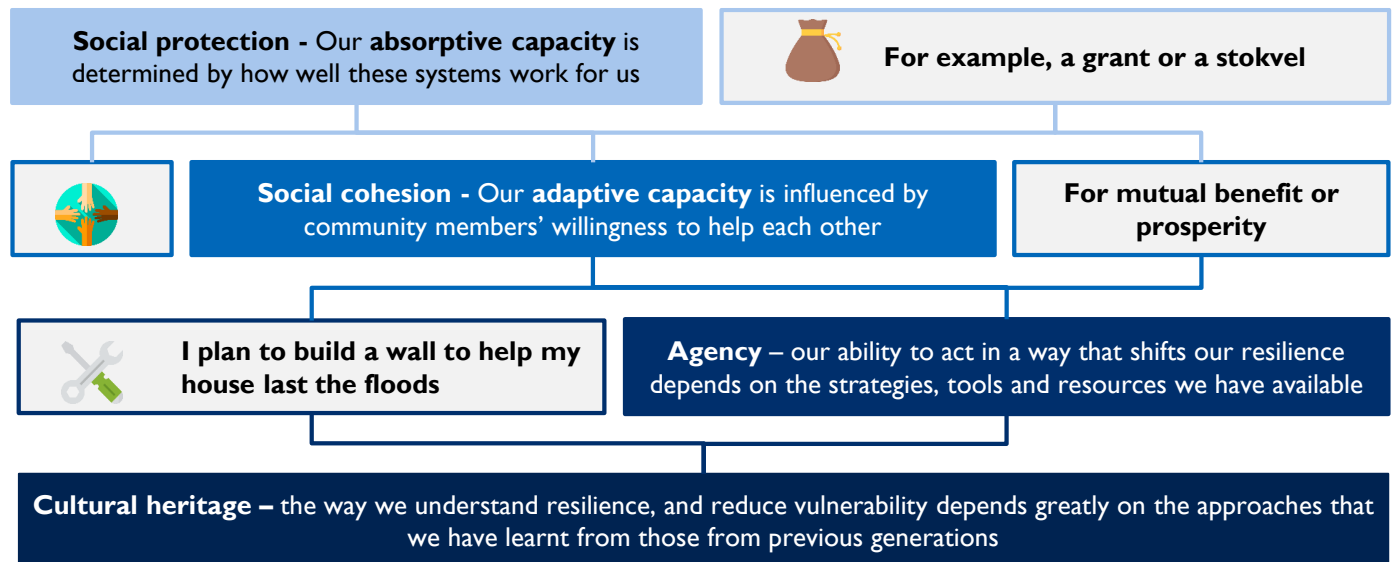 Social protection - Our absorptive capacity is
determined by how well these systems work for us
For example, a grant or a stokvel
Social cohesion - Our adaptive capacity is influenced by
community members’ willingness to help each other
For mutual benefit or
prosperity
I plan to build a wall to help my
house last the floods
Agency – our ability to act in a way that shifts our resilience
depends on the strategies, tools and resources we have available
Cultural heritage – the way we understand resilience, and reduce vulnerability depends greatly on the approaches that
we have learnt from those from previous generations